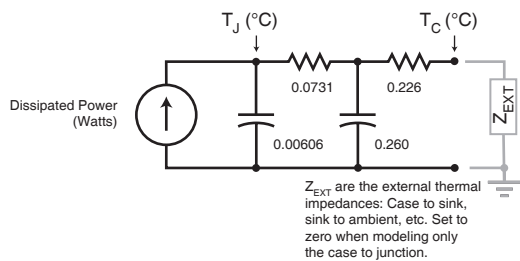 T_J (°C)
T_C (°C)
0.0731
0.226
Dissipated Power
(Watts)
Z_EXT
0.00606
0.260
Z_EXT are the external thermal
impedances: Case to sink,
sink to ambient, etc. Set to
zero when modeling only
the case to junction.